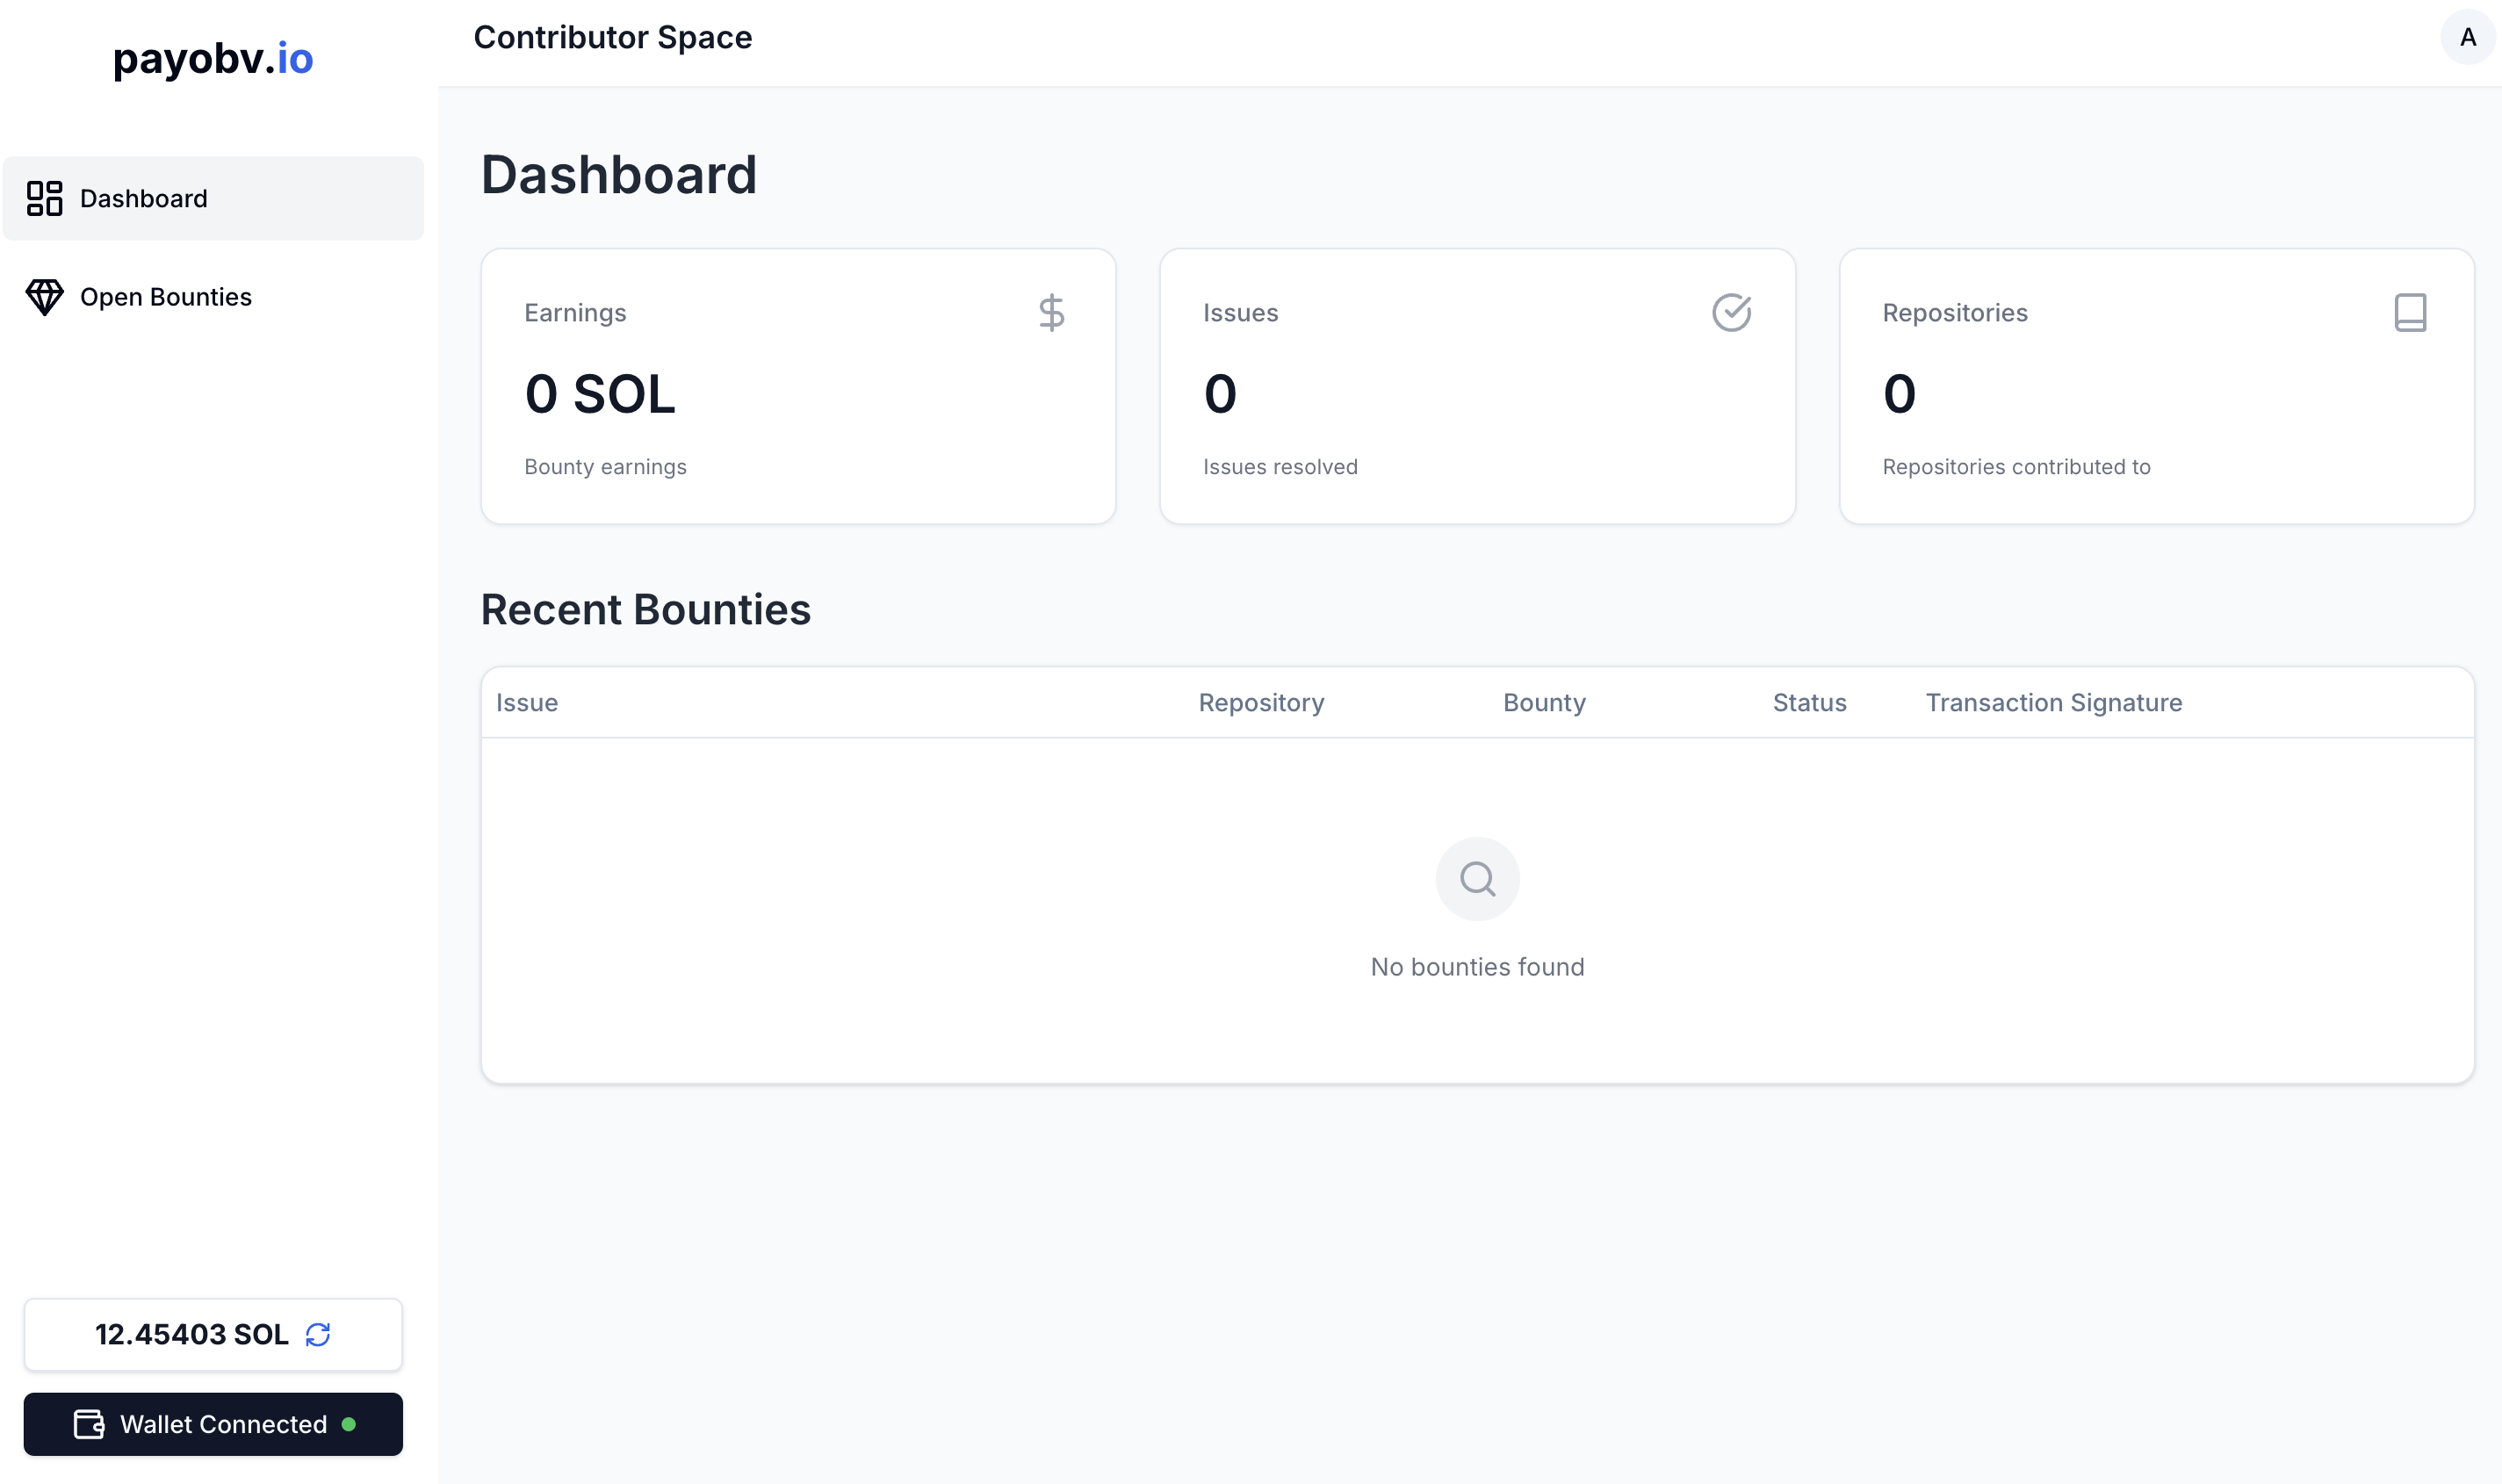 payobv.io
Contributor Space
A
Dashboard
Open Bounties
Dashboard
Earnings
0 SOL
Bounty earnings
Issues
0
Issues resolved
Repositories
0
Repositories contributed to
Recent Bounties
Issue Repository Bounty Status Transaction Signature
No bounties found
12.45403 SOL
Wallet Connected